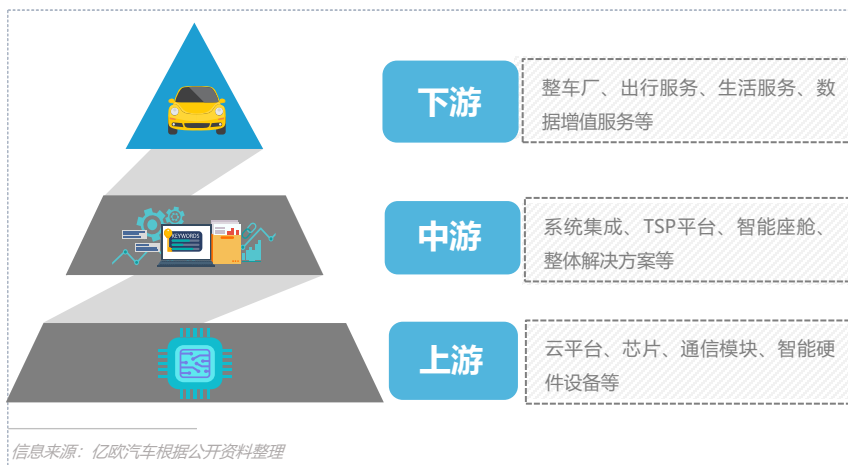 下游
整车厂、出行服务、生活服务、数
据增值服务等
KEYWORDS
中游
系统集成、TSP平台、智能座舱、
整体解决方案等
上游
云平台、芯片、通信模块、智能硬
件设备等
信息来源：亿欧汽车根据公开资料整理